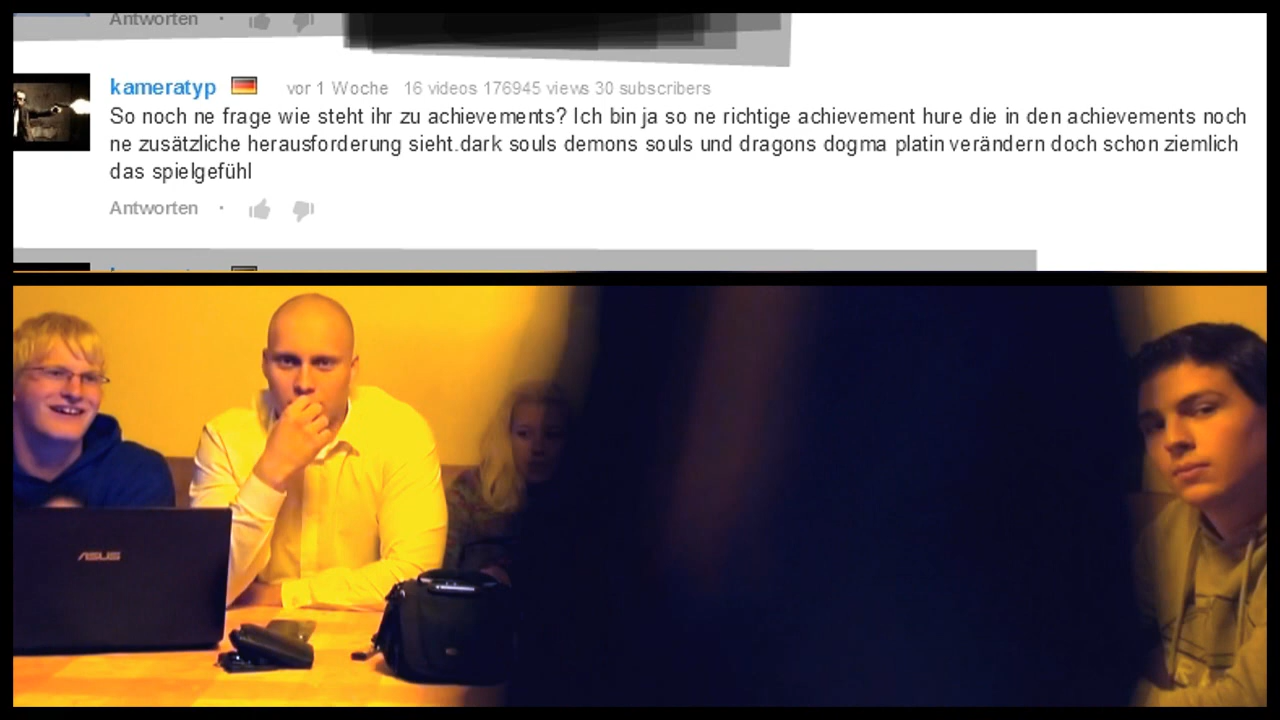 Antworten ·
kameratyp vor 1 Woche 16 videos 176945 views 30 subscribers
So noch ne frage wie steht ihr zu achievements? Ich bin ja so ne richtige achievement hure die in den achievements noch
ne zusätzliche herausforderung sieht.dark souls demons souls und dragons dogma platin verändern doch schon ziemlich
das spielgefühl
Antworten ·
ASUS